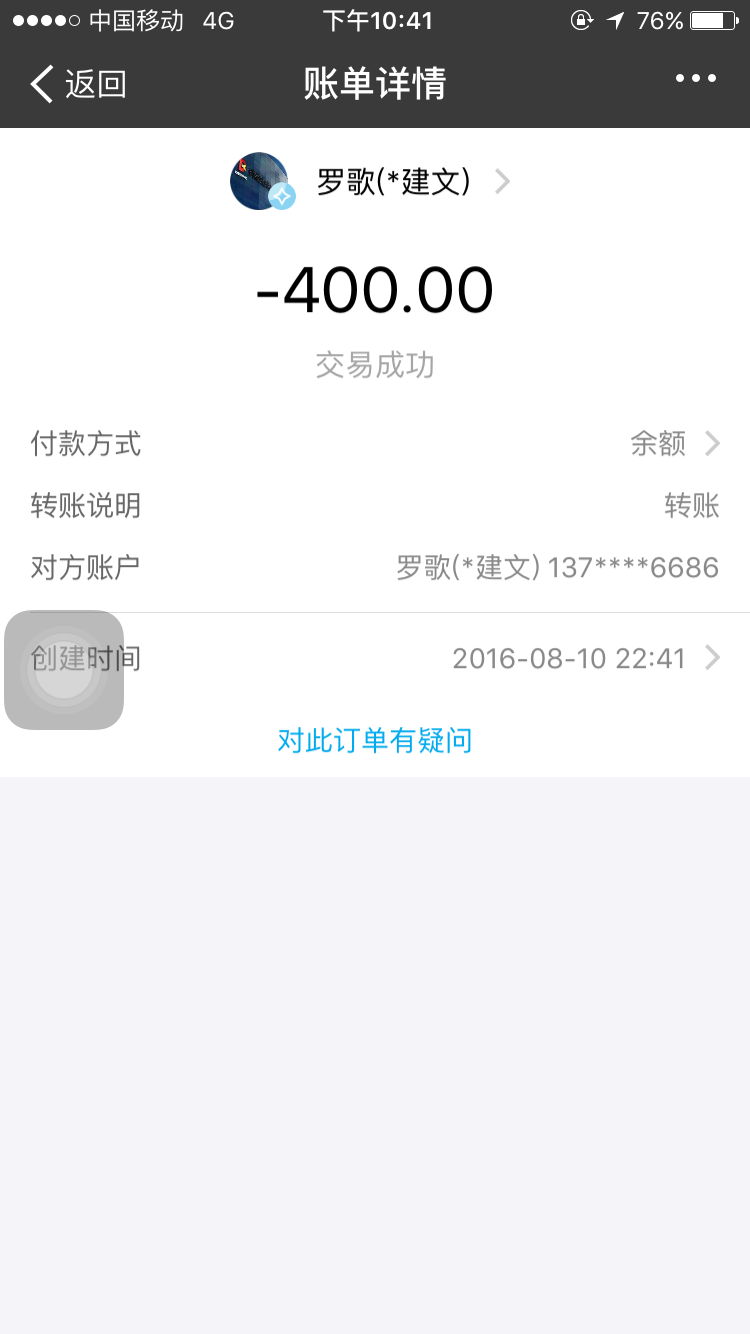 中国移动 4G 下午10:41 76%
返回 账单详情
罗歌(*建文)
-400.00
交易成功
付款方式 余额
转账说明 转账
对方账户 罗歌(*建文) 137****6686
创建时间 2016-08-10 22:41
对此订单有疑问